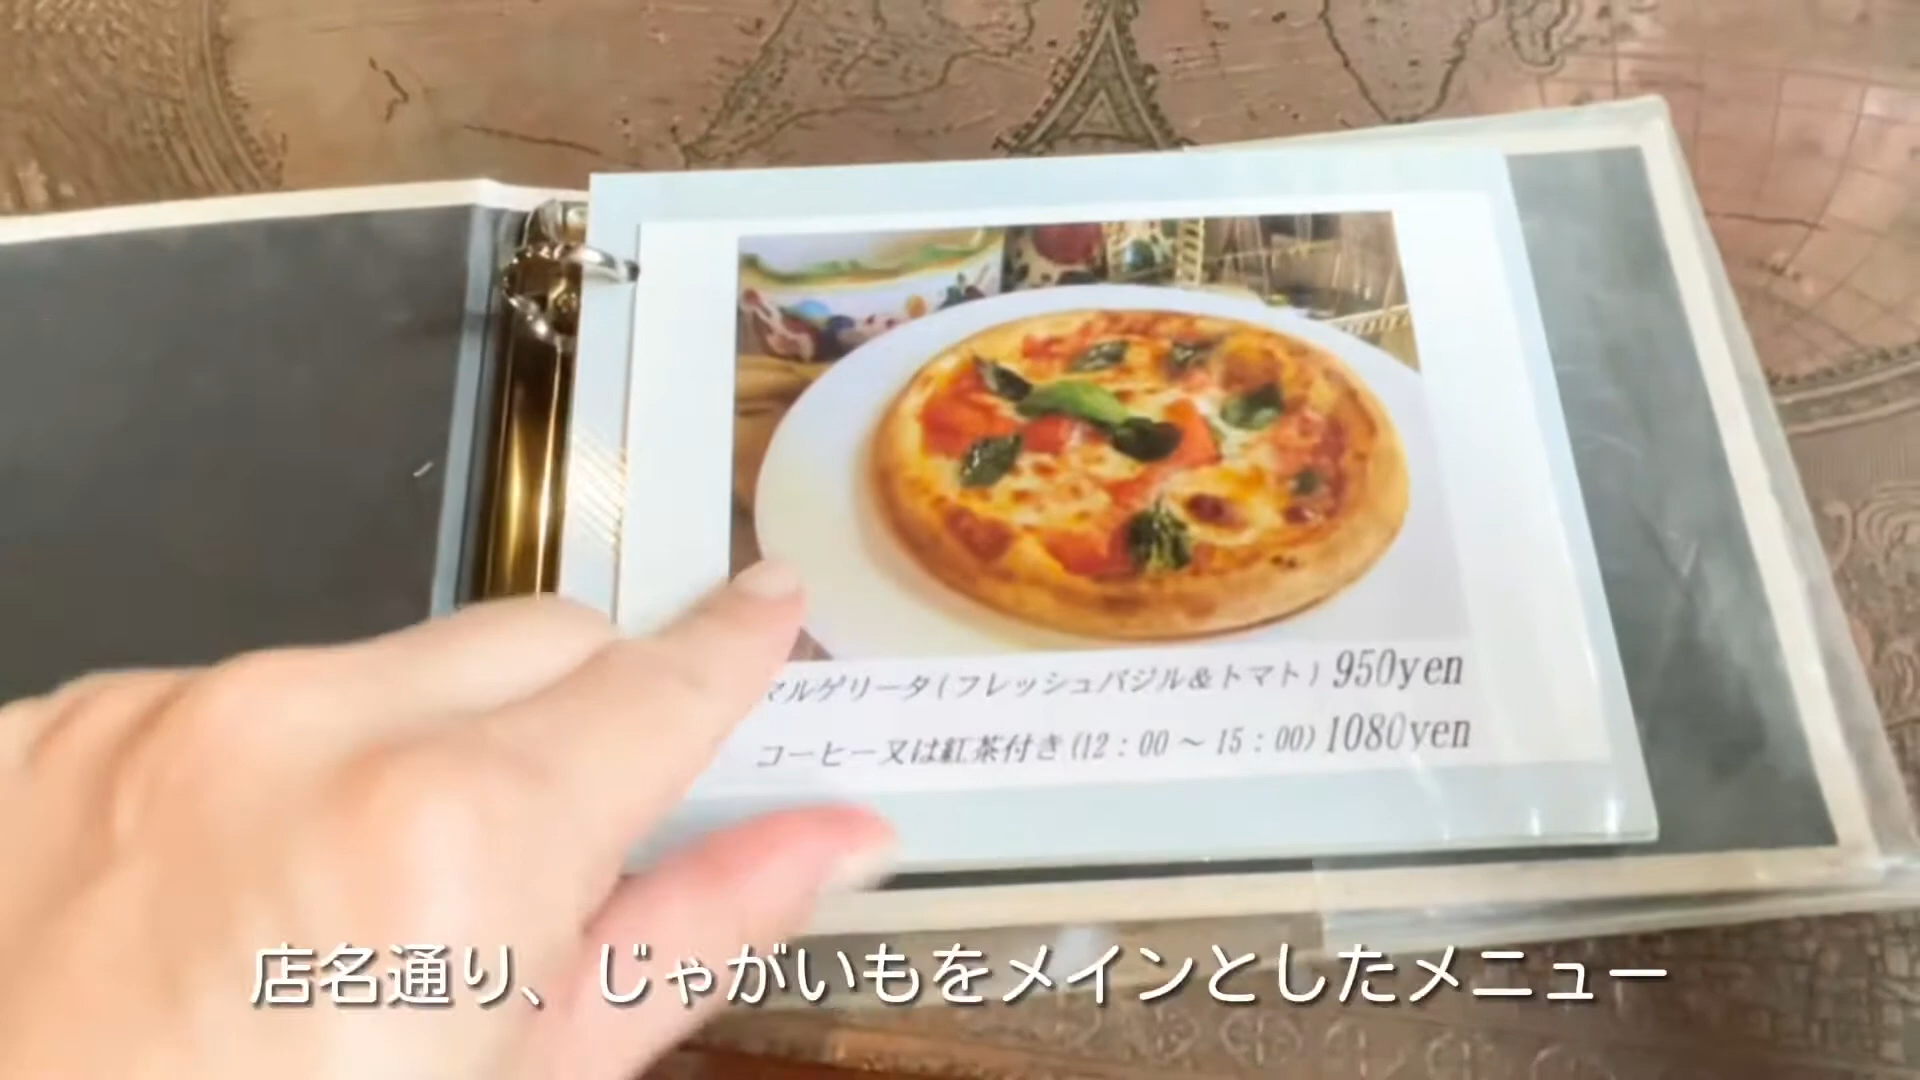 マルゲリータ(フレッシュバジル&トマト) 950yen
コーヒー又は紅茶付き(12:00～15:00) 1080yen
店名通り、じゃがいもをメインとしたメニュー